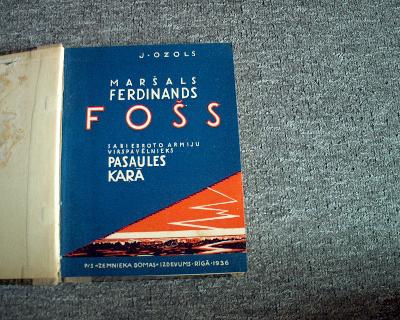 J·OZOLS
MARŠALS
FERDINANDS
FOŠS
SABIEDROTO ARMIJU
VIRSPAVĒLNIEKS
PASAULES
KARĀ
P/S «ZEMNIEKA DOMAS» IZDEVUMS·RĪGĀ·1936